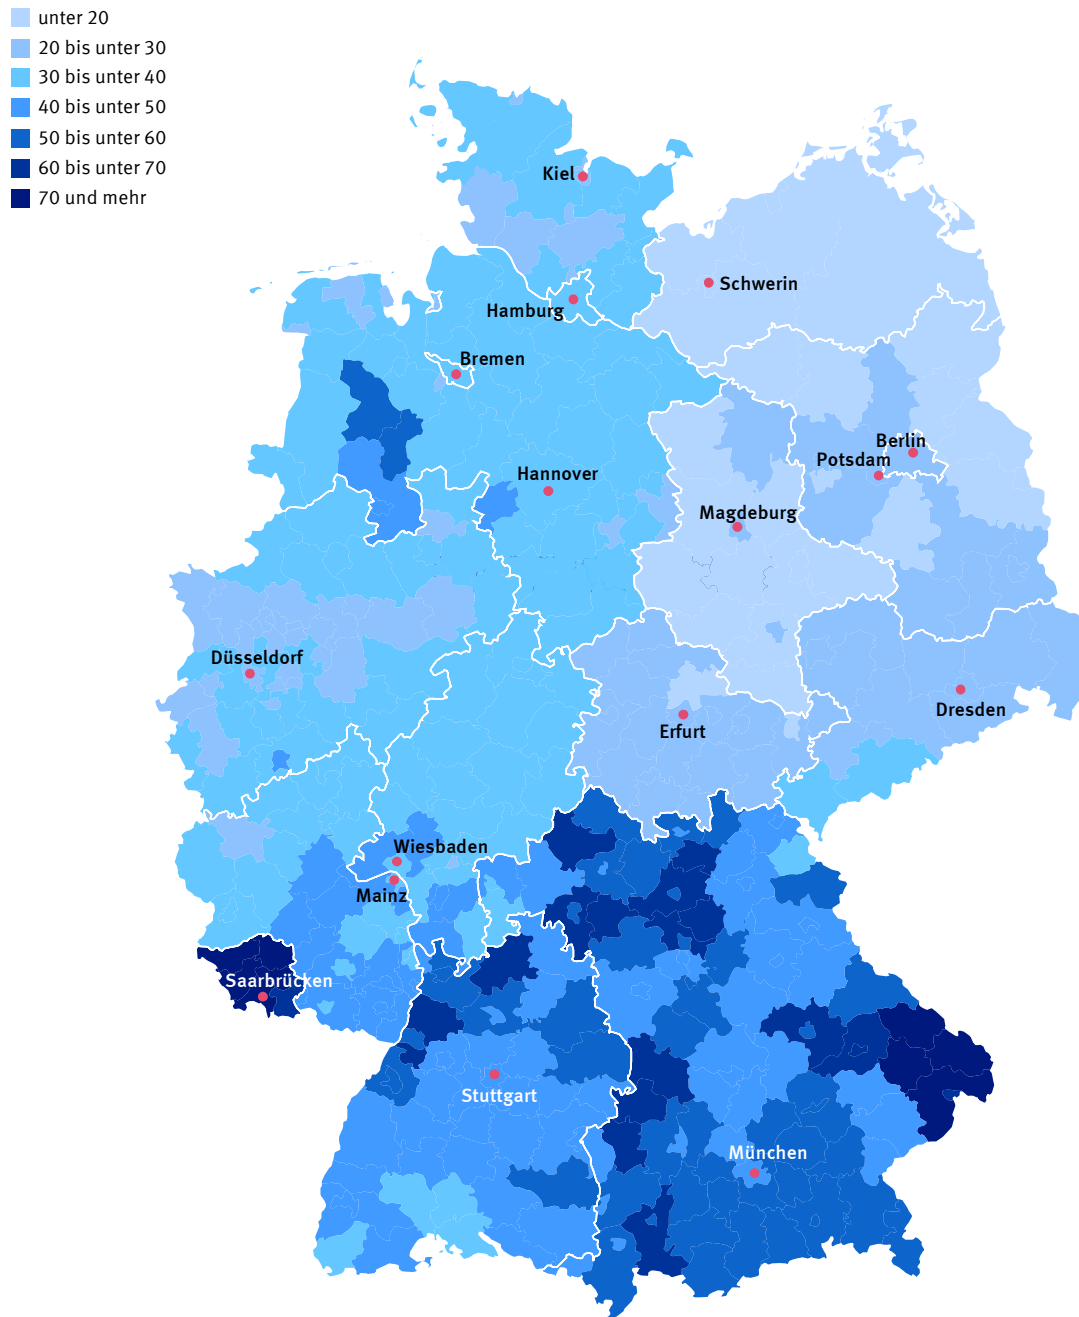 unter 20
20 bis unter 30
30 bis unter 40
40 bis unter 50
50 bis unter 60
60 bis unter 70
70 und mehr
Kiel
Schwerin
Hamburg
Bremen
Berlin
Potsdam
Hannover
Magdeburg
Düsseldorf
Dresden
Erfurt
Wiesbaden
Mainz
Saarbrücken
Stuttgart
München